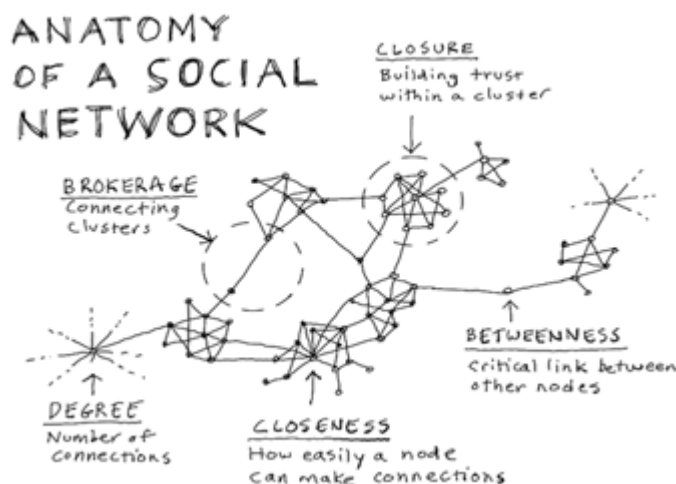 ANATOMY
OF A SOCIAL
NETWORK
CLOSURE
Building trust
within a cluster
BROKERAGE
Connecting
clusters
BETWEENNESS
Critical link between
other nodes
DEGREE
Number of
connections
CLOSENESS
How easily a node
can make connections